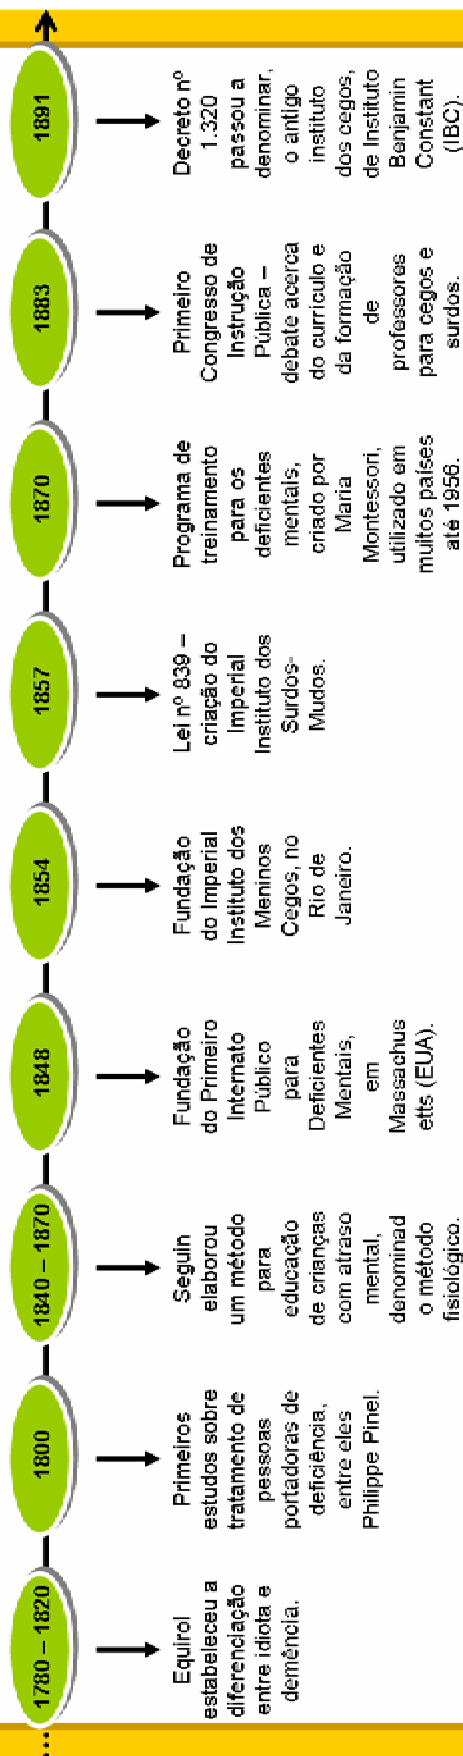 1780 – 1820
Equirol
estabeleceu a
diferenciação
entre idiota e
demência.
1800
Primeiros
estudos sobre
tratamento de
pessoas
portadoras de
deficiência,
entre eles
Philippe Pinel.
1840 – 1870
Seguin
elaborou
um método
para
educação
de crianças
com atraso
mental,
denominad
o método
fisiológico.
1848
Fundação
do Primeiro
Internato
Público
para
Deficientes
Mentais,
em
Massachus
etts (EUA).
1854
Fundação
do Imperial
Instituto dos
Meninos
Cegos, no
Rio de
Janeiro.
1857
Lei nº 839 –
criação do
Imperial
Instituto dos
Surdos-
Mudos.
1870
Programa de
treinamento
para os
deficientes
mentais,
criado por
Maria
Montessori,
utilizado em
muitos países
até 1956.
1883
Primeiro
Congresso de
Instrução
Pública –
debate acerca
do currículo e
da formação
de
professores
para cegos e
surdos.
1891
Decreto nº
1.320
passou a
denominar,
o antigo
instituto
dos cegos,
de Instituto
Benjamin
Constant
(IBC).